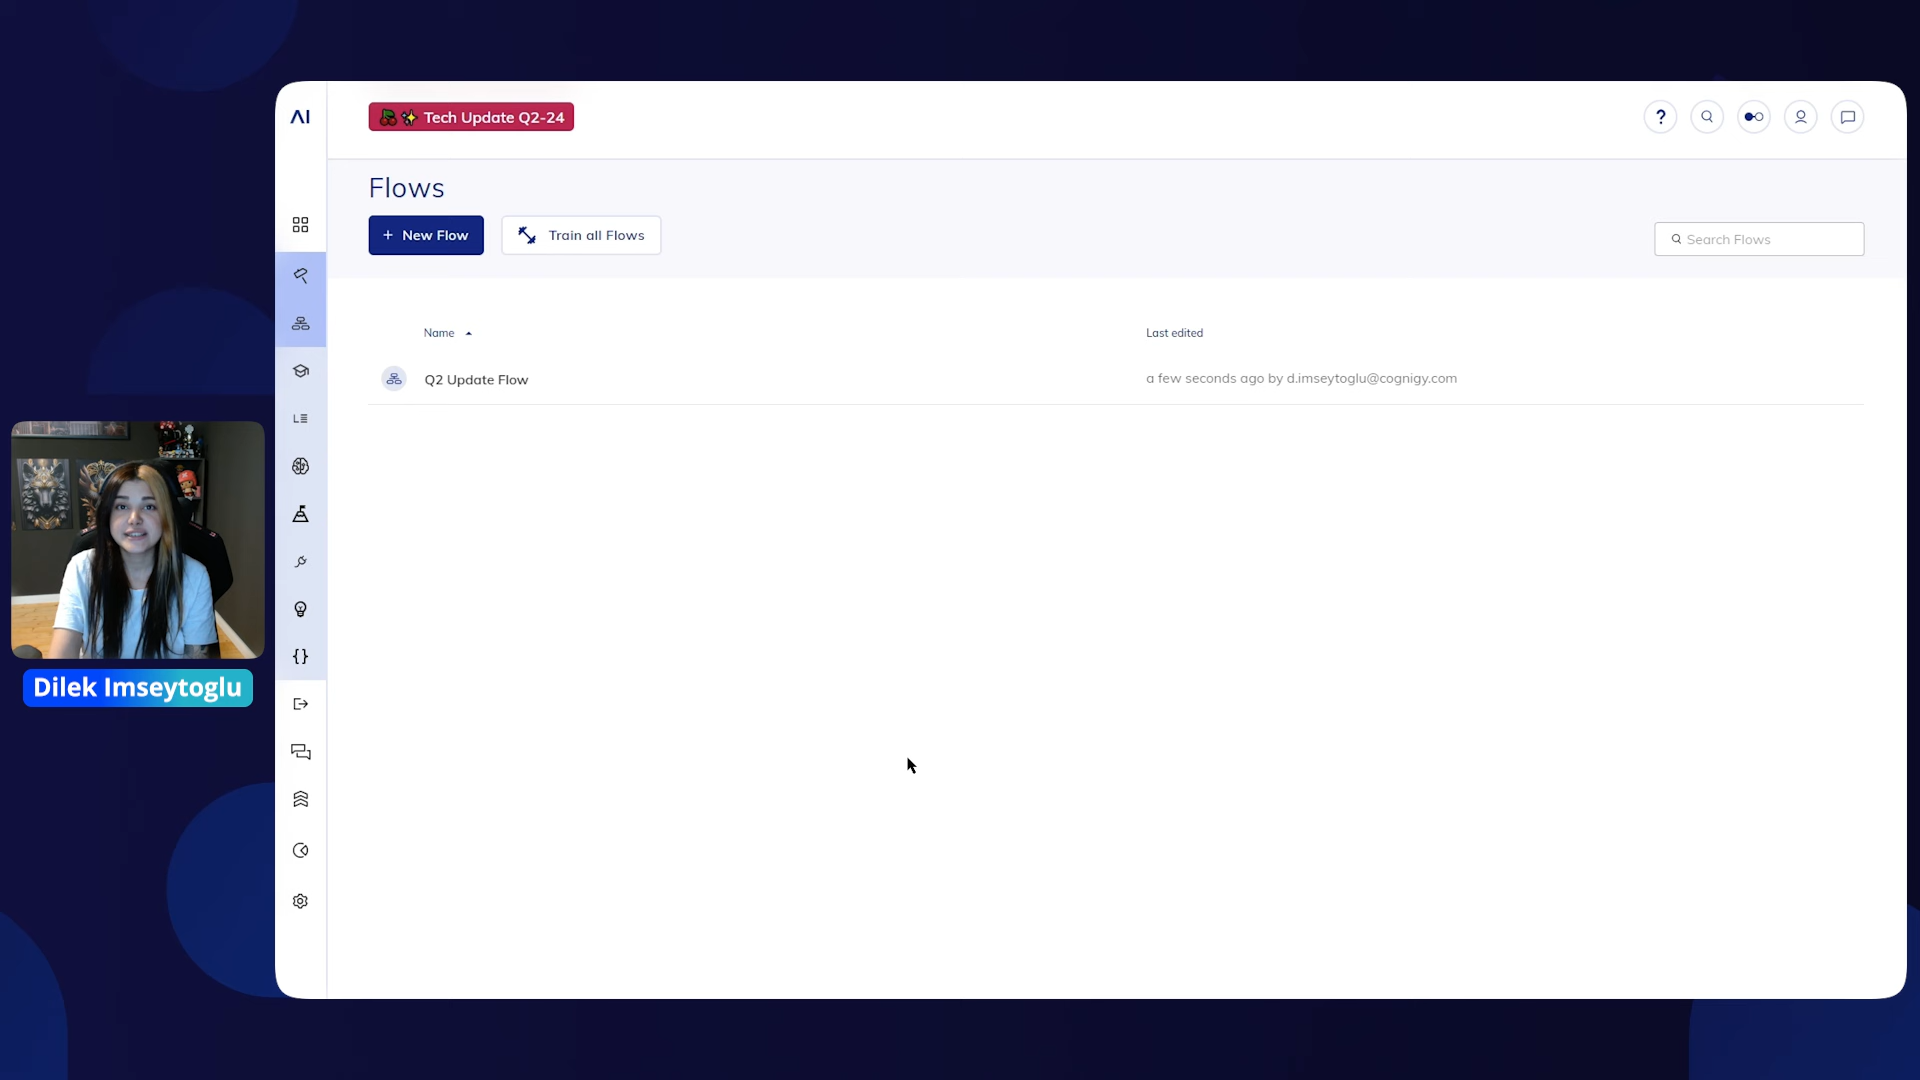 AI
Tech Update Q2-24
?
Flows
+ New Flow
Train all Flows
Search Flows
Name
Last edited
Q2 Update Flow
a few seconds ago by d.imseytoglu@cognigy.com
Dilek Imseytoglu